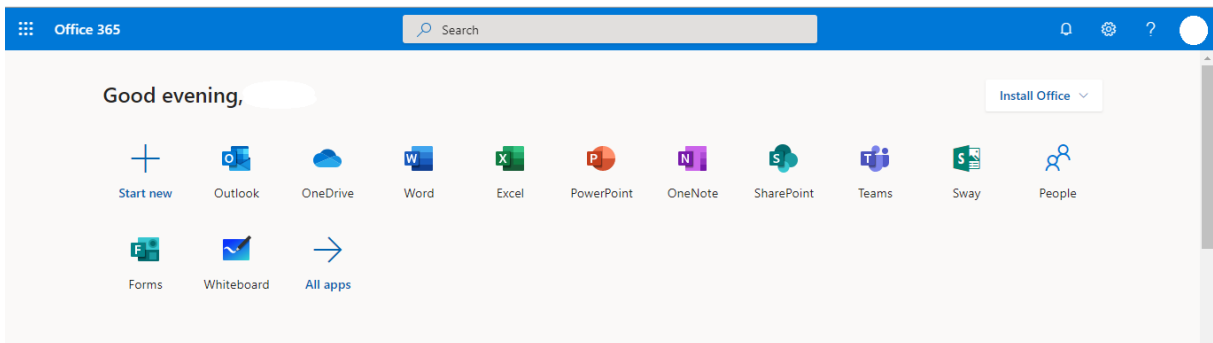 Office 365
Search
?
Good evening,
Install Office
Start new Outlook OneDrive Word Excel PowerPoint OneNote SharePoint Teams Sway People
Forms Whiteboard All apps